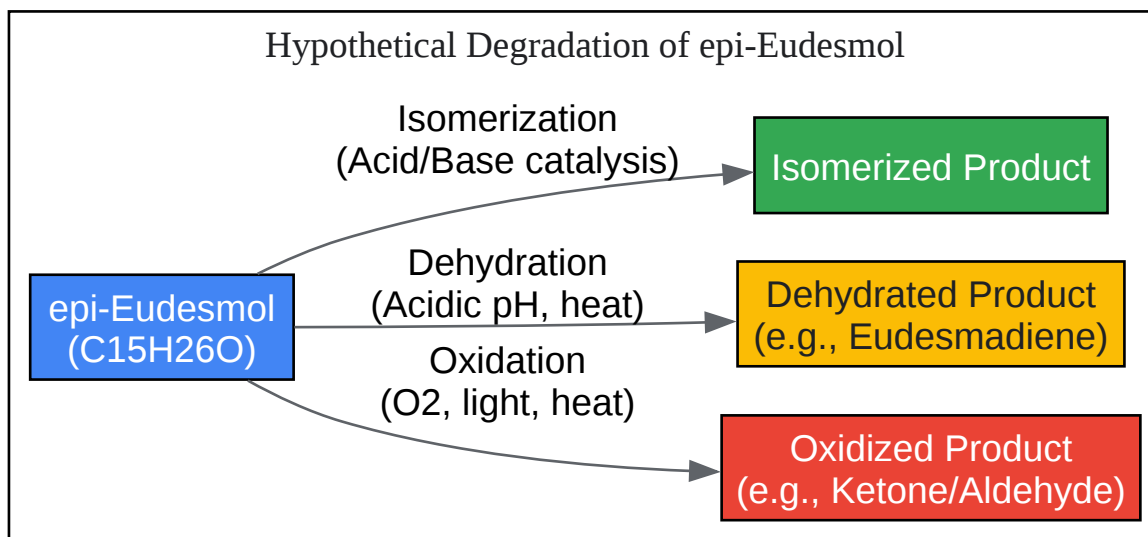 Hypothetical Degradation of epi-Eudesmol
Isomerization
(Acid/Base catalysis)
Isomerized Product
Dehydration
(Acidic pH, heat)
epi-Eudesmol
(C15H26O)
Dehydrated Product
(e.g., Eudesmadiene)
Oxidation
(O2, light, heat)
Oxidized Product
(e.g., Ketone/Aldehyde)